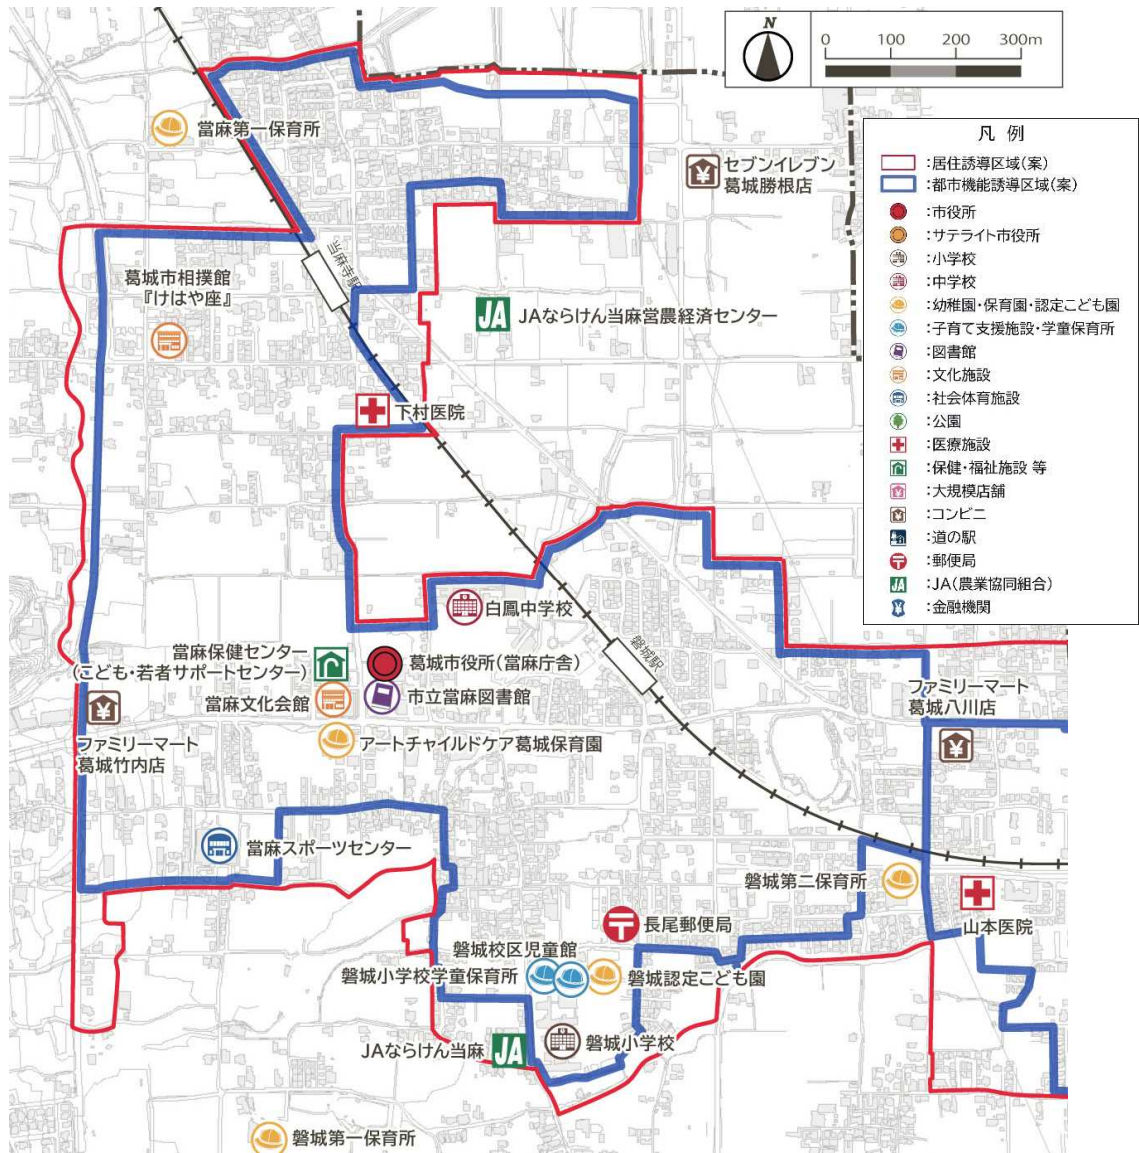 N
0 100 200 300m
凡 例
:居住誘導区域(案)
:都市機能誘導区域(案)
:市役所
:サテライト市役所
:小学校
:中学校
:幼稚園・保育園・認定こども園
:子育て支援施設・学童保育所
:図書館
:文化施設
:社会体育施設
:公園
:医療施設
:保健・福祉施設 等
:大規模店舗
:コンビニ
:道の駅
:郵便局
JA
:JA(農業協同組合)
:金融機関
當麻第一保育所
セブンイレブン
葛城勝根店
当麻寺駅
葛城市相撲館
『けはや座』
JA
JAならけん当麻営農経済センター
下村医院
白鳳中学校
磐城駅
當麻保健センター
(こども・若者サポートセンター)
葛城市役所(當麻庁舎)
當麻文化会館
市立當麻図書館
ファミリーマート
葛城八川店
ファミリーマート
葛城竹内店
アートチャイルドケア葛城保育園
當麻スポーツセンター
磐城第二保育所
山本医院
長尾郵便局
磐城校区児童館
磐城小学校学童保育所
磐城認定こども園
JAならけん当麻
JA
磐城小学校
磐城第一保育所